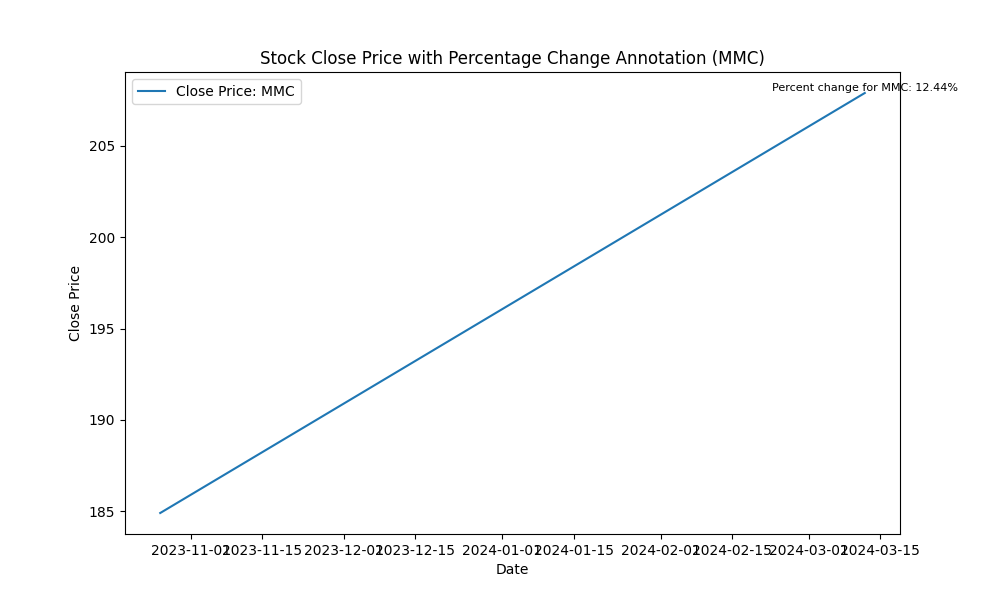 Stock Close Price with Percentage Change Annotation (MMC)
Close Price: MMC
Percent change for MMC: 12.44%
205
200
195
190
185
Close Price
2023-11-01 2023-11-15 2023-12-01 2023-12-15 2024-01-01 2024-01-15 2024-02-01 2024-02-15 2024-03-01 2024-03-15
Date